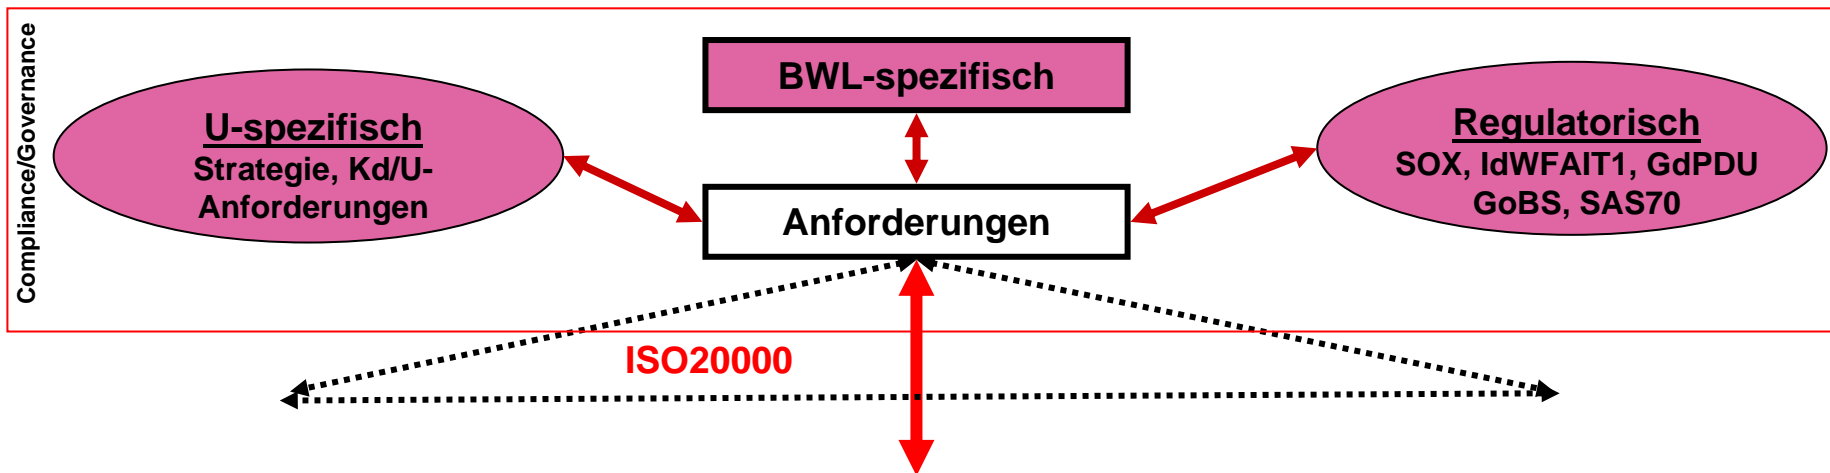 Compliance/Governance
BWL-spezifisch
U-spezifisch
Strategie, Kd/U-
Anforderungen
Regulatorisch
SOX, IdWFAIT1, GdPDU
GoBS, SAS70
Anforderungen
ISO20000